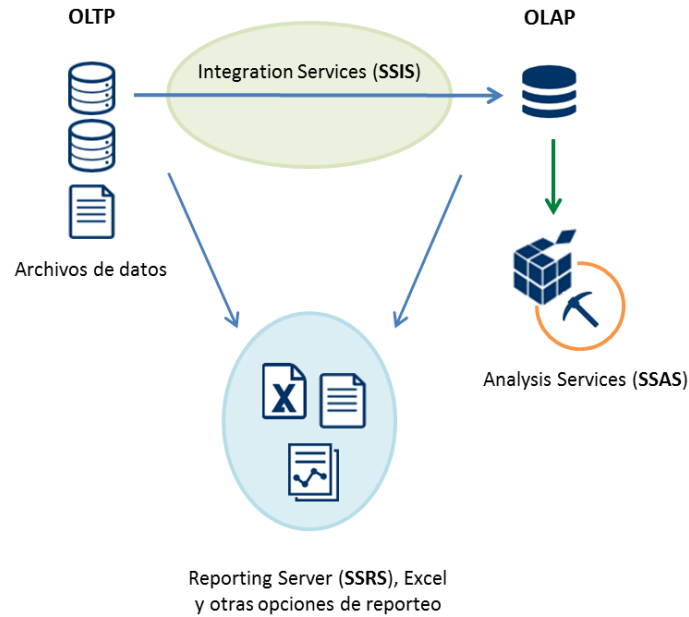 OLTP
OLAP
Integration Services (SSIS)
Archivos de datos
X
Analysis Services (SSAS)
Reporting Server (SSRS), Excel
y otras opciones de reporteo